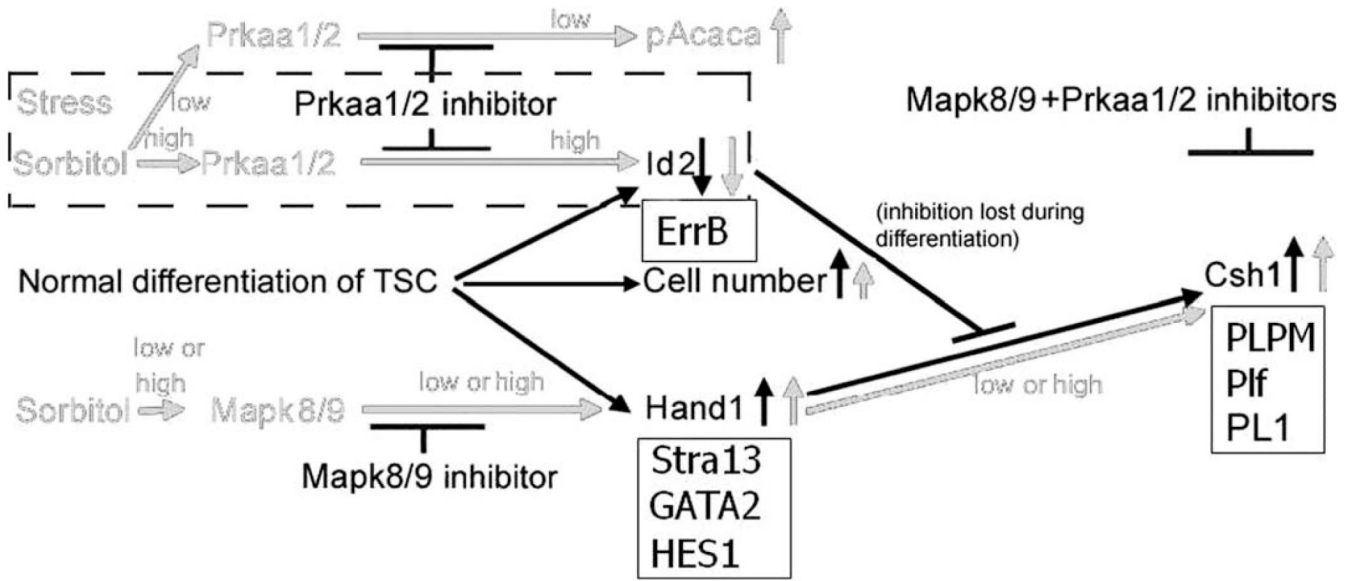 Prkaa1/2
low
pAcaca
Stress
low
Prkaa1/2 inhibitor
Mapk8/9+Prkaa1/2 inhibitors
Sorbitol
high
Prkaa1/2
high
Id2
ErrB
(inhibition lost during
differentiation)
Normal differentiation of TSC
Cell number
Csh1
PLPM
Plf
PL1
low or
high
Sorbitol
Mapk8/9
low or high
Hand1
low or high
Mapk8/9 inhibitor
Stra13
GATA2
HES1